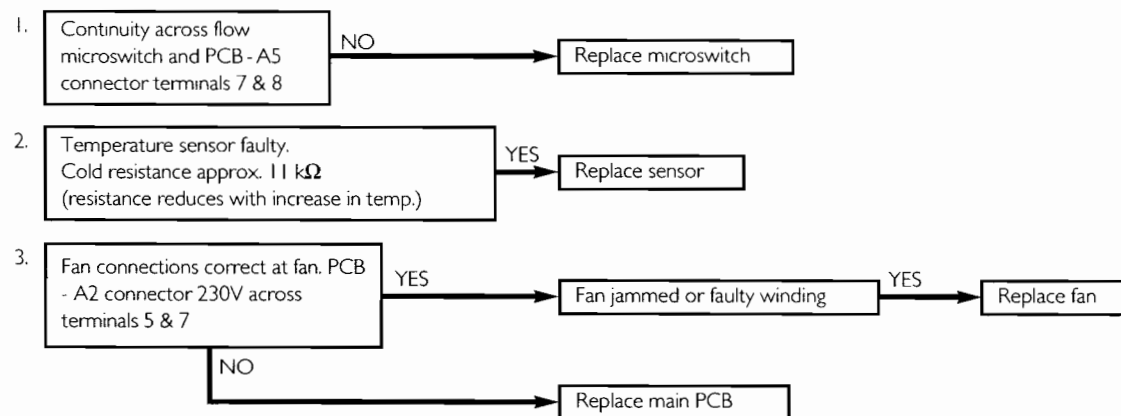 1. Continuity across flow
microswitch and PCB - A5
connector terminals 7 & 8
NO
Replace microswitch
2. Temperature sensor faulty.
Cold resistance approx. 11 kΩ
(resistance reduces with increase in temp.)
YES
Replace sensor
3. Fan connections correct at fan. PCB
- A2 connector 230V across
terminals 5 & 7
YES
Fan jammed or faulty winding
YES
Replace fan
NO
Replace main PCB